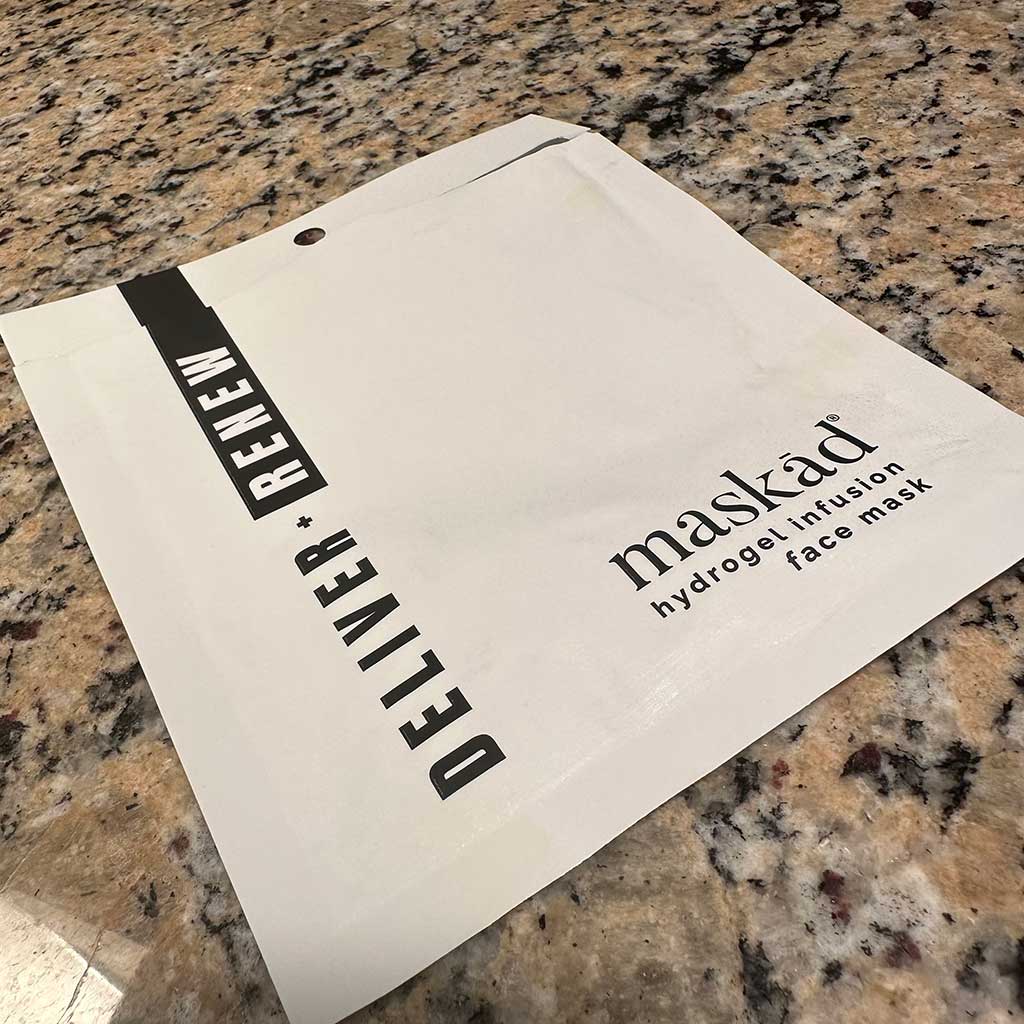 DELIVER + RENEW
maskād®
hydrogel infusion
face mask